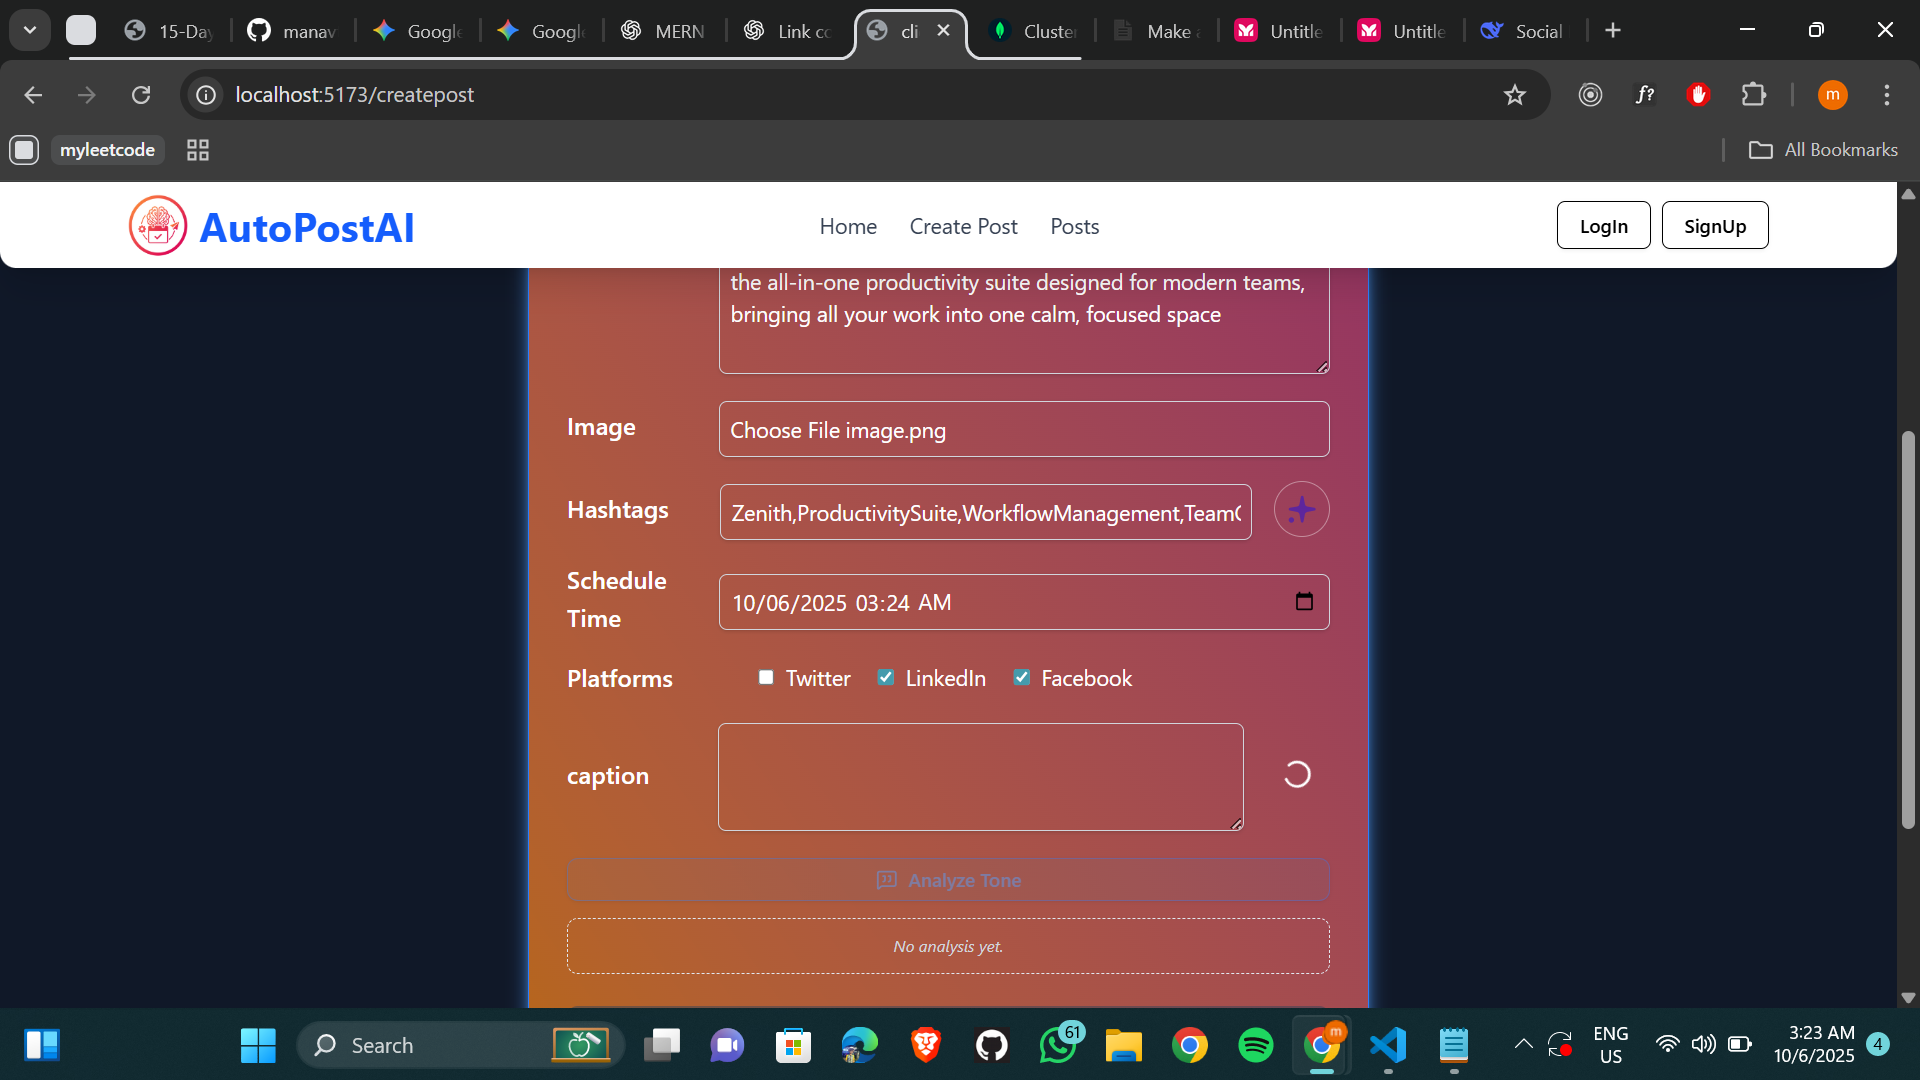 15-Day
manav
Google
Google
MERN
Link co
cli
Cluster
Make a
Untitle
Untitle
Social
localhost:5173/createpost
f?
m
myleetcode
All Bookmarks
AutoPostAI
Home
Create Post
Posts
LogIn
SignUp
the all-in-one productivity suite designed for modern teams,
bringing all your work into one calm, focused space
Image
Choose File image.png
Hashtags
Zenith,ProductivitySuite,WorkflowManagement,TeamC
Schedule
Time
10/06/2025 03:24 AM
Platforms
Twitter
LinkedIn
Facebook
caption
Analyze Tone
No analysis yet.
Search
61
m
ENG
US
3:23 AM
10/6/2025
4